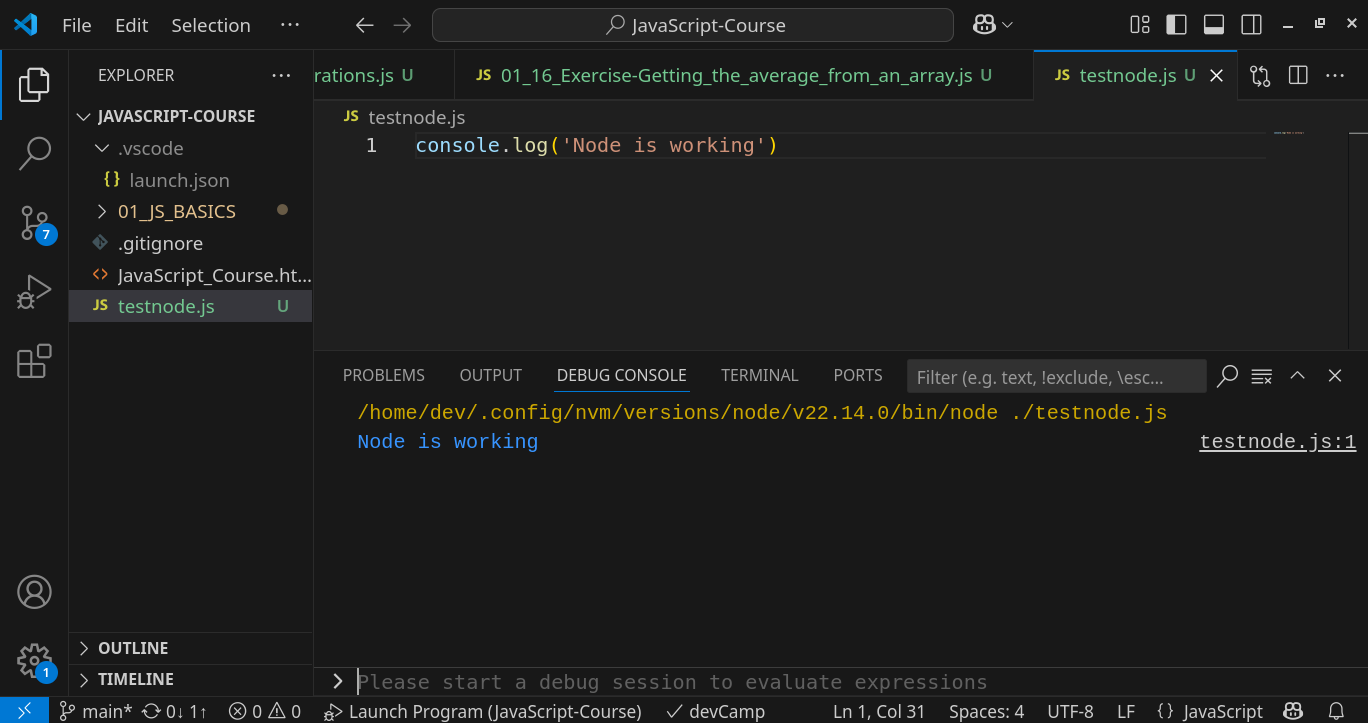 File Edit Selection ···
JavaScript-Course
EXPLORER ···
JAVASCRIPT-COURSE
.vscode
{} launch.json
01_JS_BASICS
.gitignore
<> JavaScript_Course.ht...
JS testnode.js U
OUTLINE
TIMELINE
7
1
rations.js U
JS 01_16_Exercise-Getting_the_average_from_an_array.js U
JS testnode.js U
JS testnode.js
1 console.log('Node is working')
PROBLEMS OUTPUT DEBUG CONSOLE TERMINAL PORTS Filter (e.g. text, !exclude, \esc...
/home/dev/.config/nvm/versions/node/v22.14.0/bin/node ./testnode.js
Node is working testnode.js:1
Please start a debug session to evaluate expressions
main* 0↓ 1↑ 0 0 Launch Program (JavaScript-Course) devCamp Ln 1, Col 31 Spaces: 4 UTF-8 LF {} JavaScript